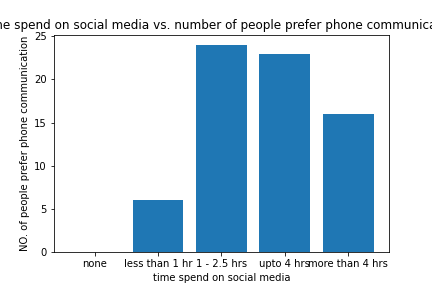 ne spend on social media vs. number of people prefer phone communica
NO. of people prefer phone communication
25
20
15
10
5
0
none less than 1 hr 1 - 2.5 hrs upto 4 hrs more than 4 hrs
time spend on social media